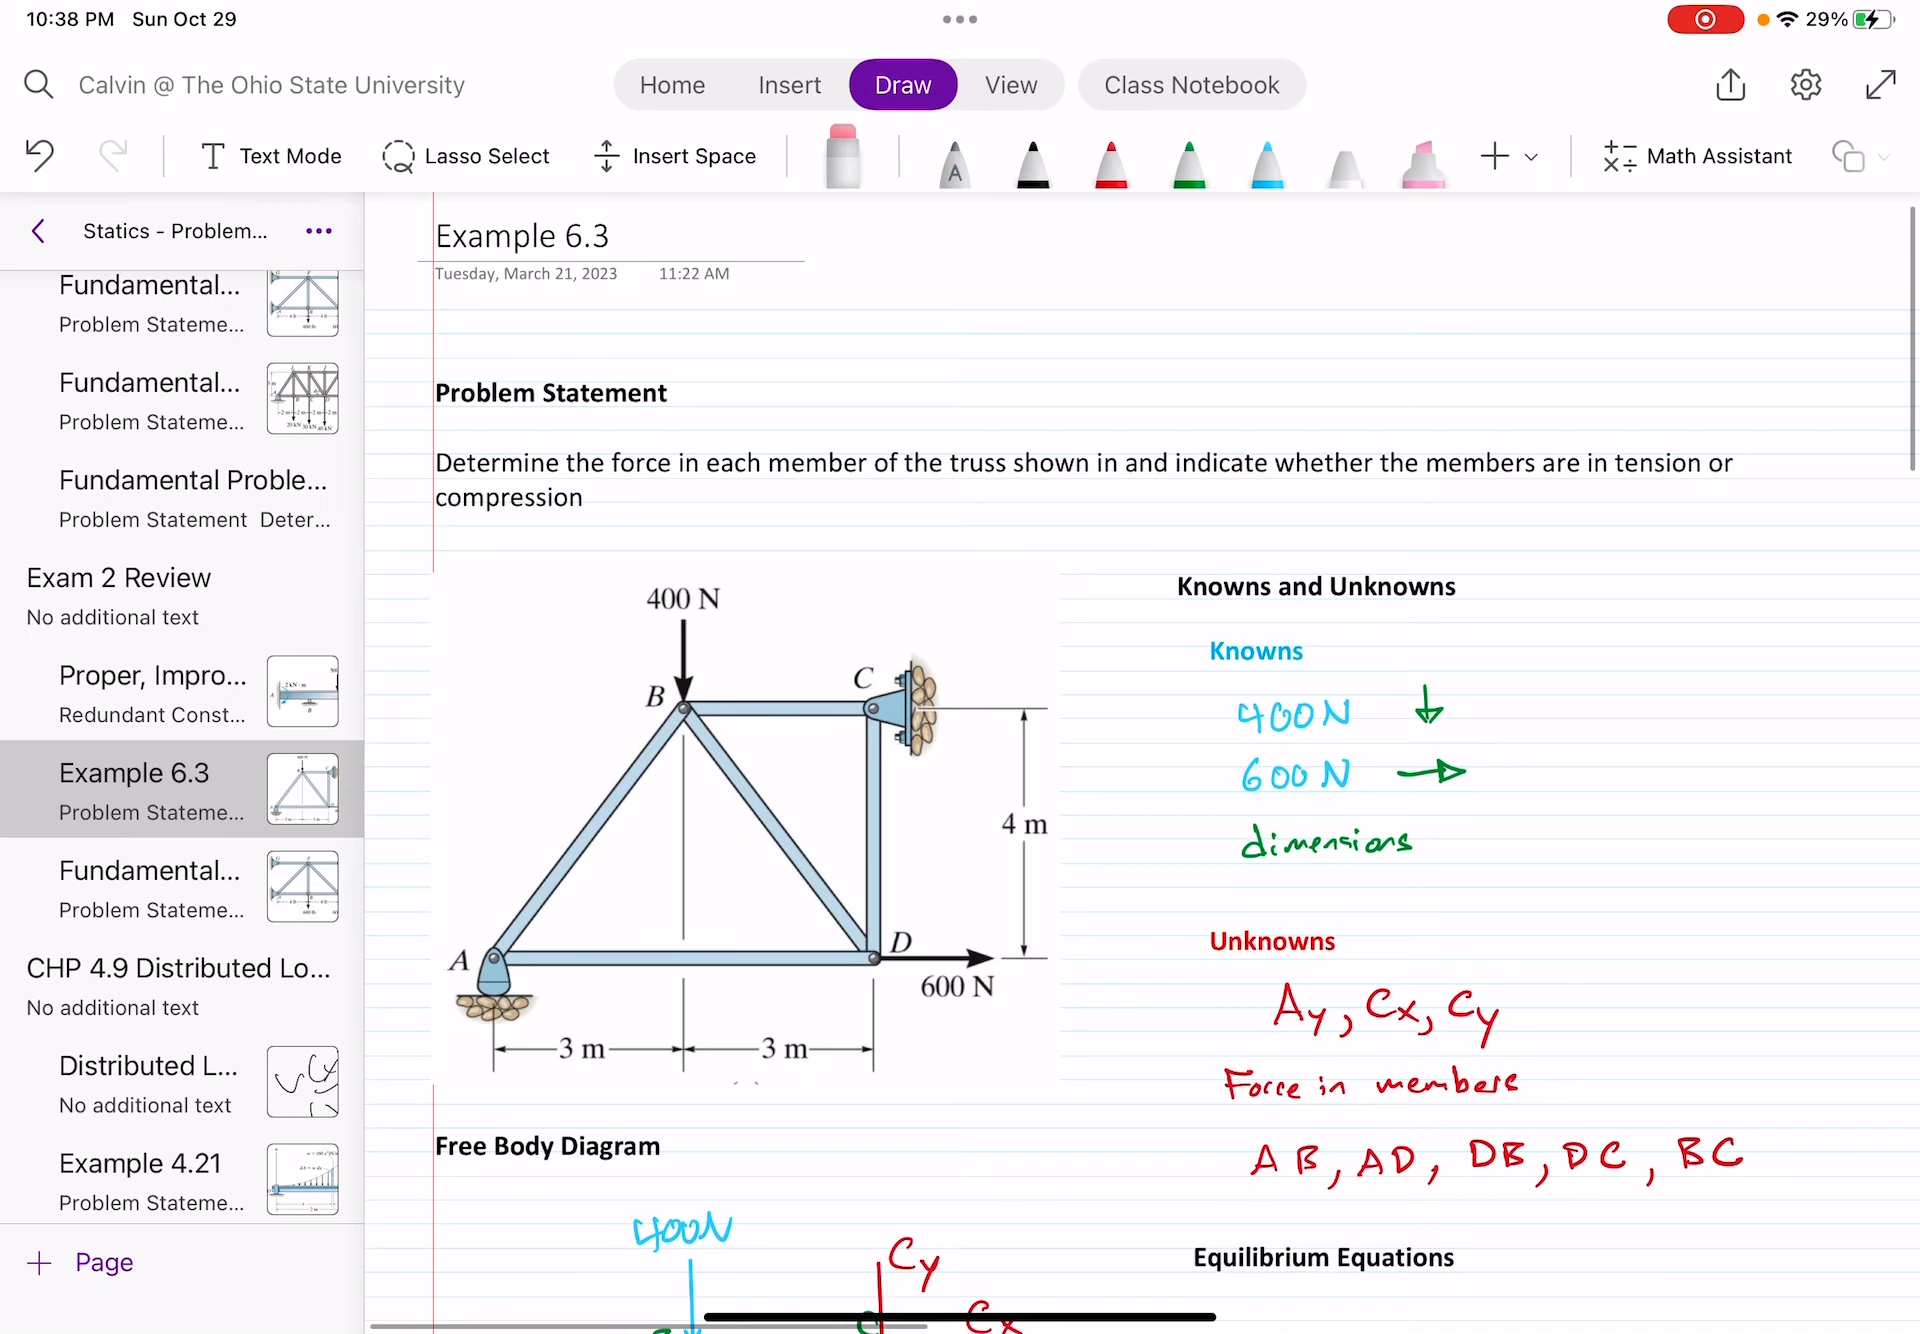 10:38 PM Sun Oct 29
29%
Calvin @ The Ohio State University
Home Insert Draw View Class Notebook
Text Mode Lasso Select Insert Space
A
Math Assistant
Statics - Problem...
Fundamental...
Problem Stateme...
Fundamental...
Problem Stateme...
Fundamental Proble...
Problem Statement Deter...
Exam 2 Review
No additional text
Proper, Impro...
Redundant Const...
Example 6.3
Problem Stateme...
Fundamental...
Problem Stateme...
CHP 4.9 Distributed Lo...
No additional text
Distributed L...
No additional text
Example 4.21
Problem Stateme...
+ Page
Example 6.3
Tuesday, March 21, 2023 11:22 AM
Problem Statement
Determine the force in each member of the truss shown in and indicate whether the members are in tension or
compression
400 N
B
C
4 m
A
D
600 N
3 m
3 m
Knowns and Unknowns
Knowns
400N ↓
600N →
dimensions
Unknowns
Ay, Cx, Cy
Force in members
AB, AD, DB, DC, BC
Free Body Diagram
400N
Cy
Cx
Equilibrium Equations